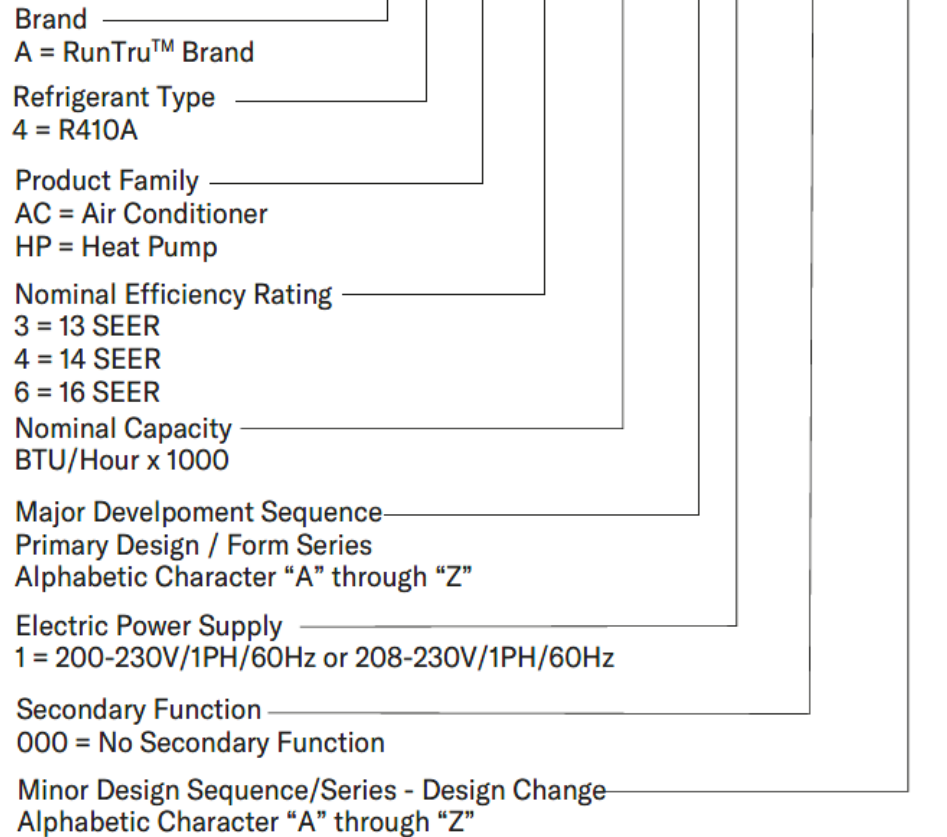 Brand
A = RunTru™ Brand
Refrigerant Type
4 = R410A
Product Family
AC = Air Conditioner
HP = Heat Pump
Nominal Efficiency Rating
3 = 13 SEER
4 = 14 SEER
6 = 16 SEER
Nominal Capacity
BTU/Hour x 1000
Major Develpoment Sequence
Primary Design / Form Series
Alphabetic Character “A” through “Z”
Electric Power Supply
1 = 200-230V/1PH/60Hz or 208-230V/1PH/60Hz
Secondary Function
000 = No Secondary Function
Minor Design Sequence/Series - Design Change
Alphabetic Character “A” through “Z”